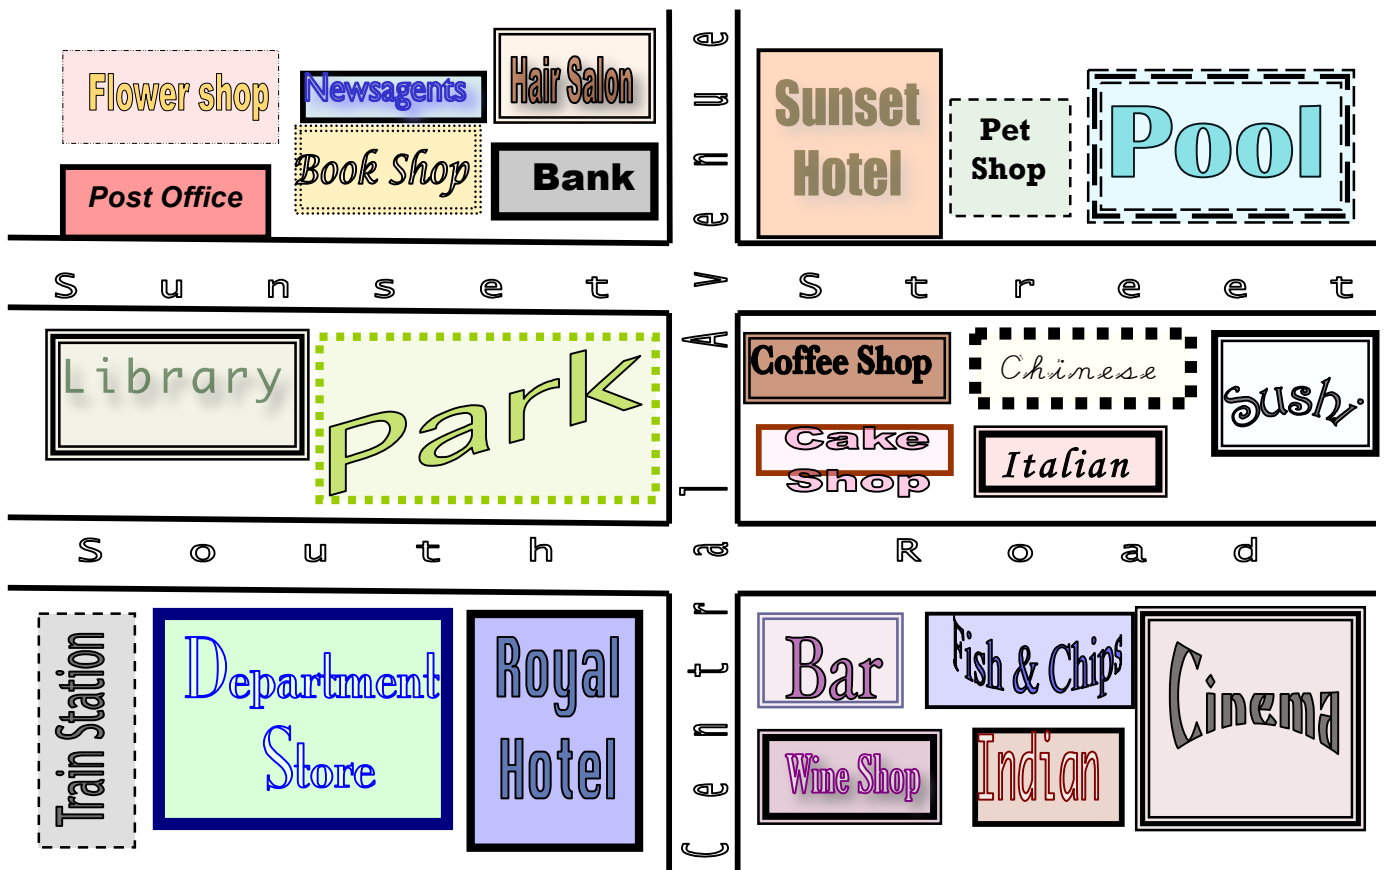 Flower shop
Newsagents
Hair Salon
Post Office
Book Shop
Bank
Sunset
Hotel
Pet
Shop
Pool
Sunset Street
Central Avenue
Library
Park
Coffee Shop
Chinese
Sushi
Cake
Shop
Italian
South Road
Train Station
Department
Store
Royal
Hotel
Bar
Fish & Chips
Cinema
Wine Shop
Indian